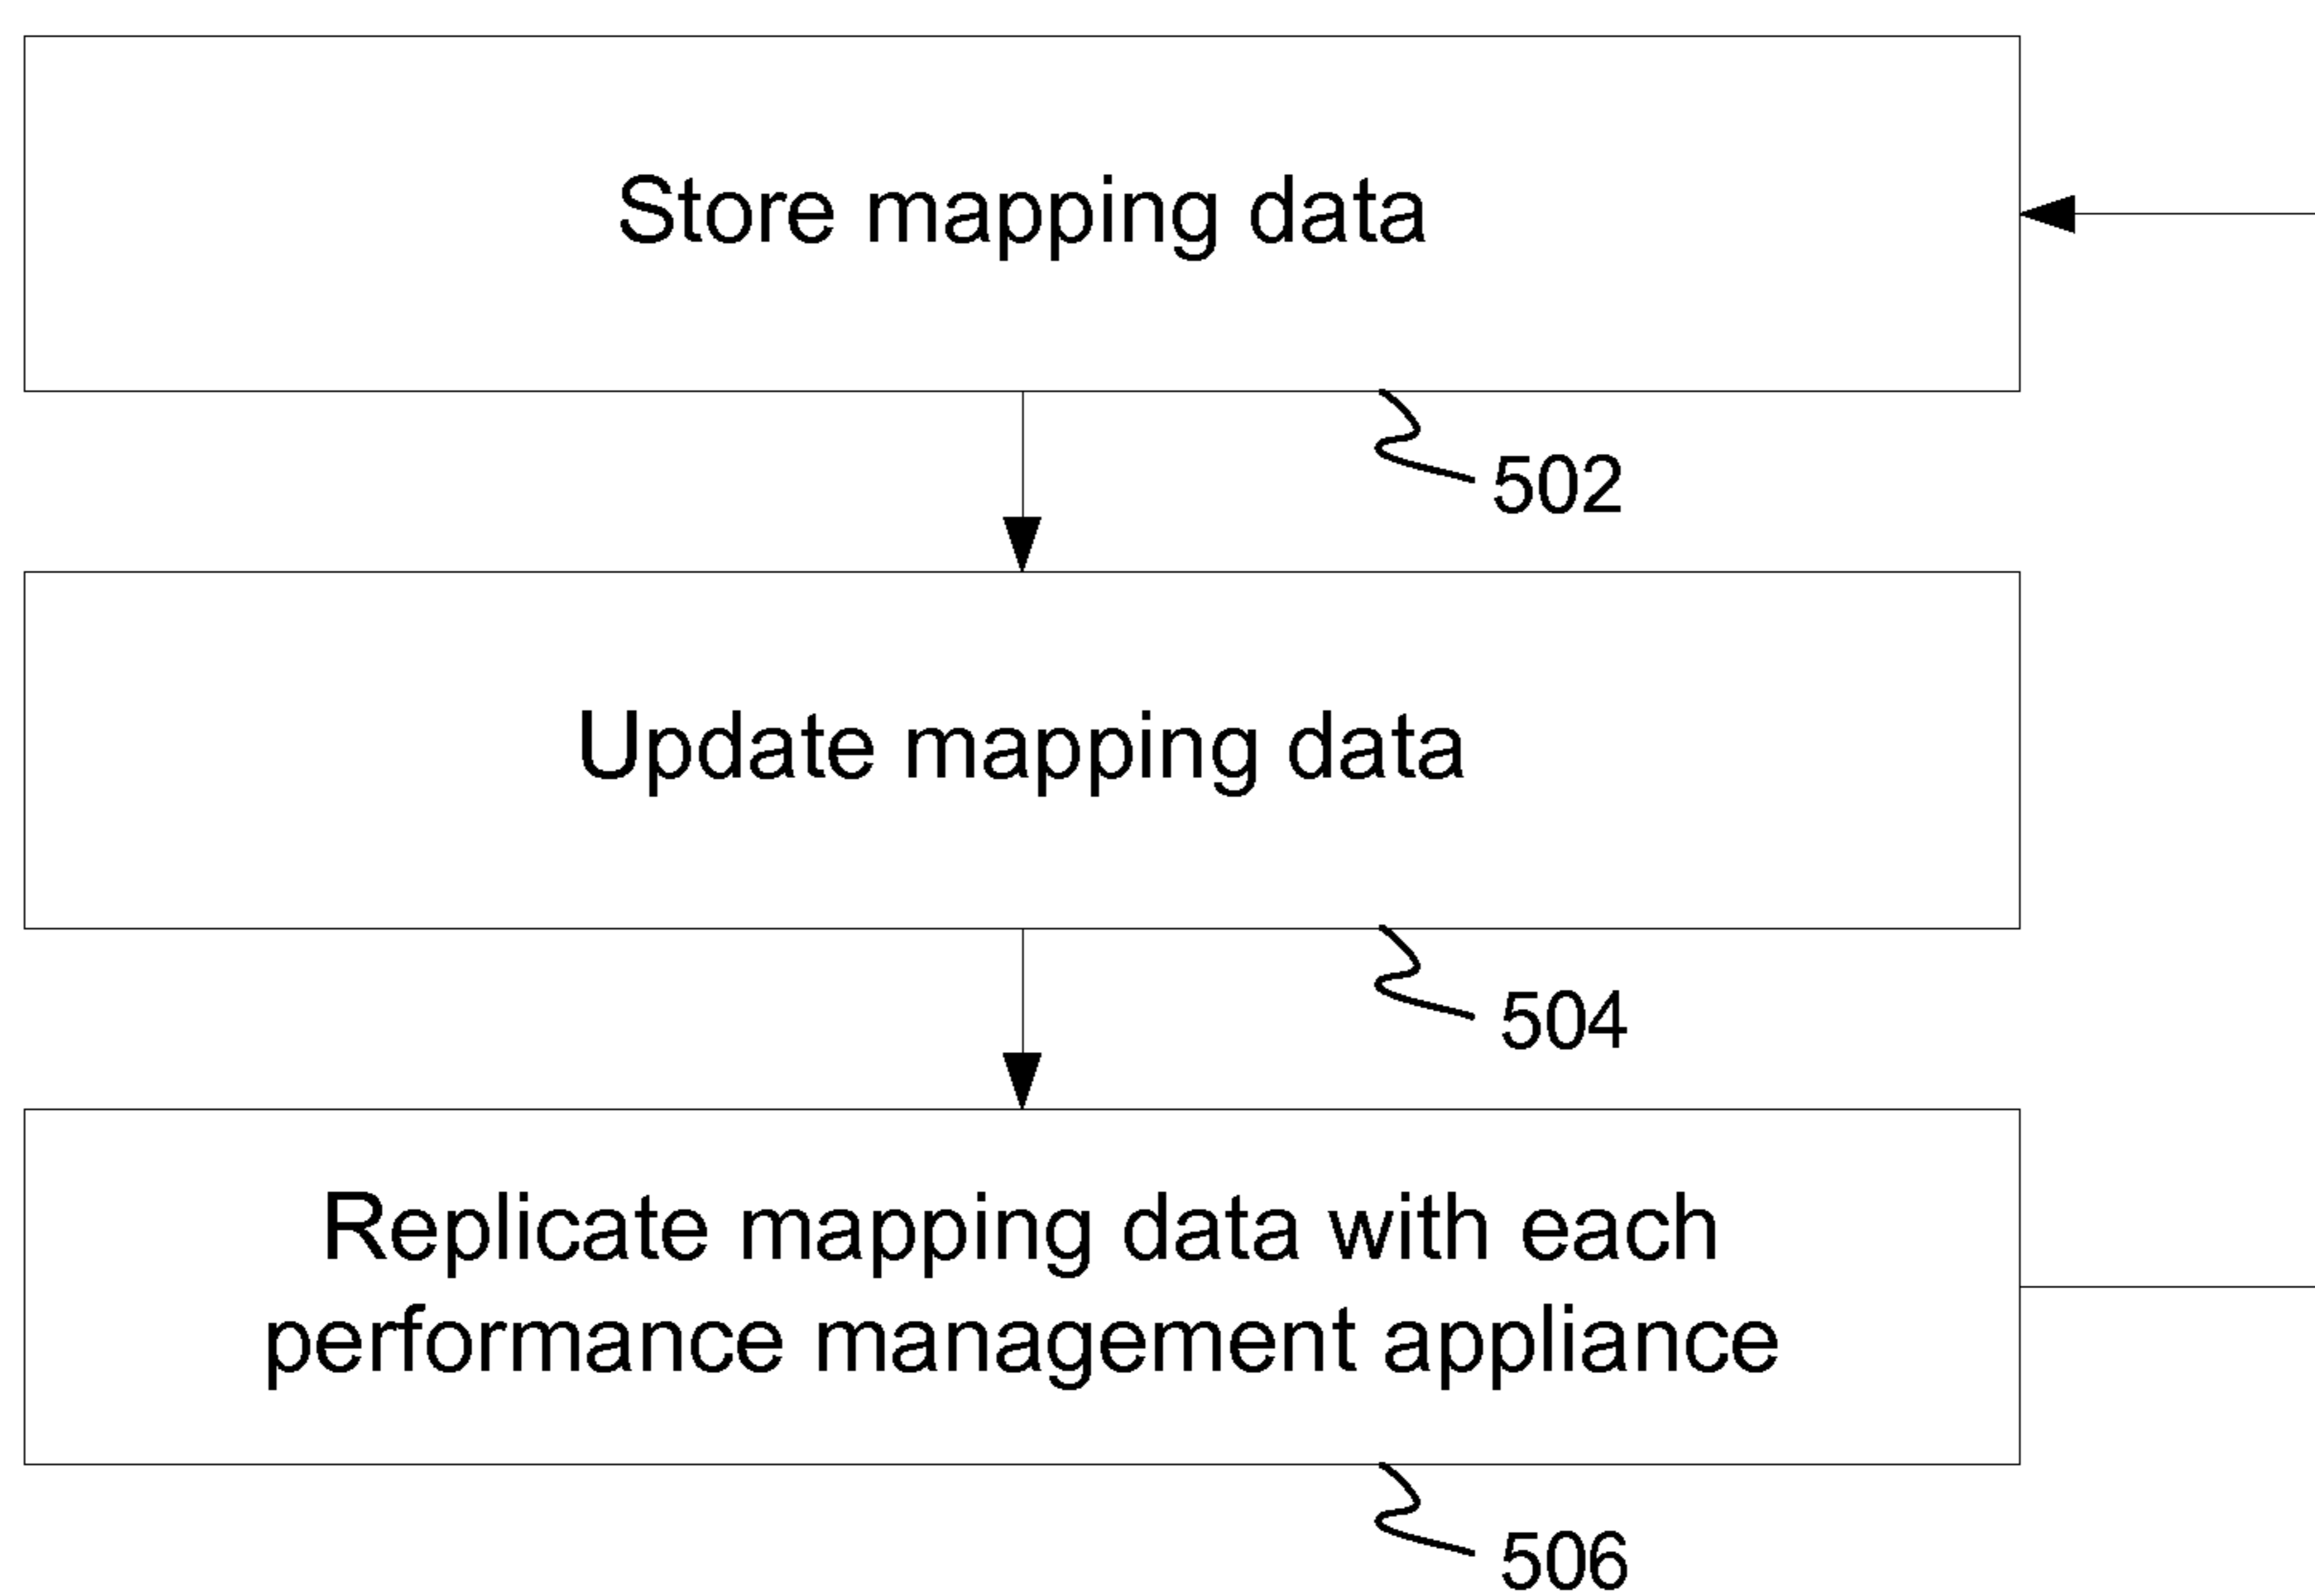 Store mapping data
502
Update mapping data
504
Replicate mapping data with each
performance management appliance
506